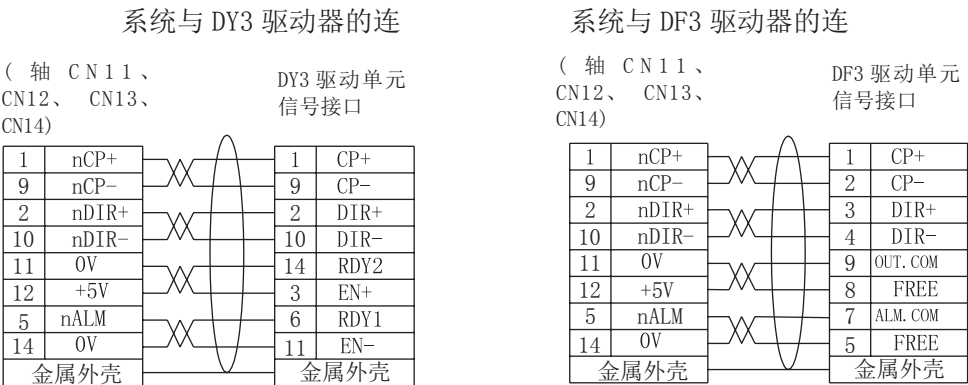 系统与 DY3 驱动器的连
( 轴 CN11、
CN12、 CN13、
CN14)
DY3 驱动单元
信号接口
1 nCP+ 1 CP+
9 nCP- 9 CP-
2 nDIR+ 2 DIR+
10 nDIR- 10 DIR-
11 0V 14 RDY2
12 +5V 3 EN+
5 nALM 6 RDY1
14 0V 11 EN-
金属外壳 金属外壳
系统与 DF3 驱动器的连
( 轴 CN11、
CN12、 CN13、
CN14)
DF3 驱动单元
信号接口
1 nCP+ 1 CP+
9 nCP- 2 CP-
2 nDIR+ 3 DIR+
10 nDIR- 4 DIR-
11 0V 9 OUT.COM
12 +5V 8 FREE
5 nALM 7 ALM.COM
14 0V 5 FREE
金属外壳 金属外壳